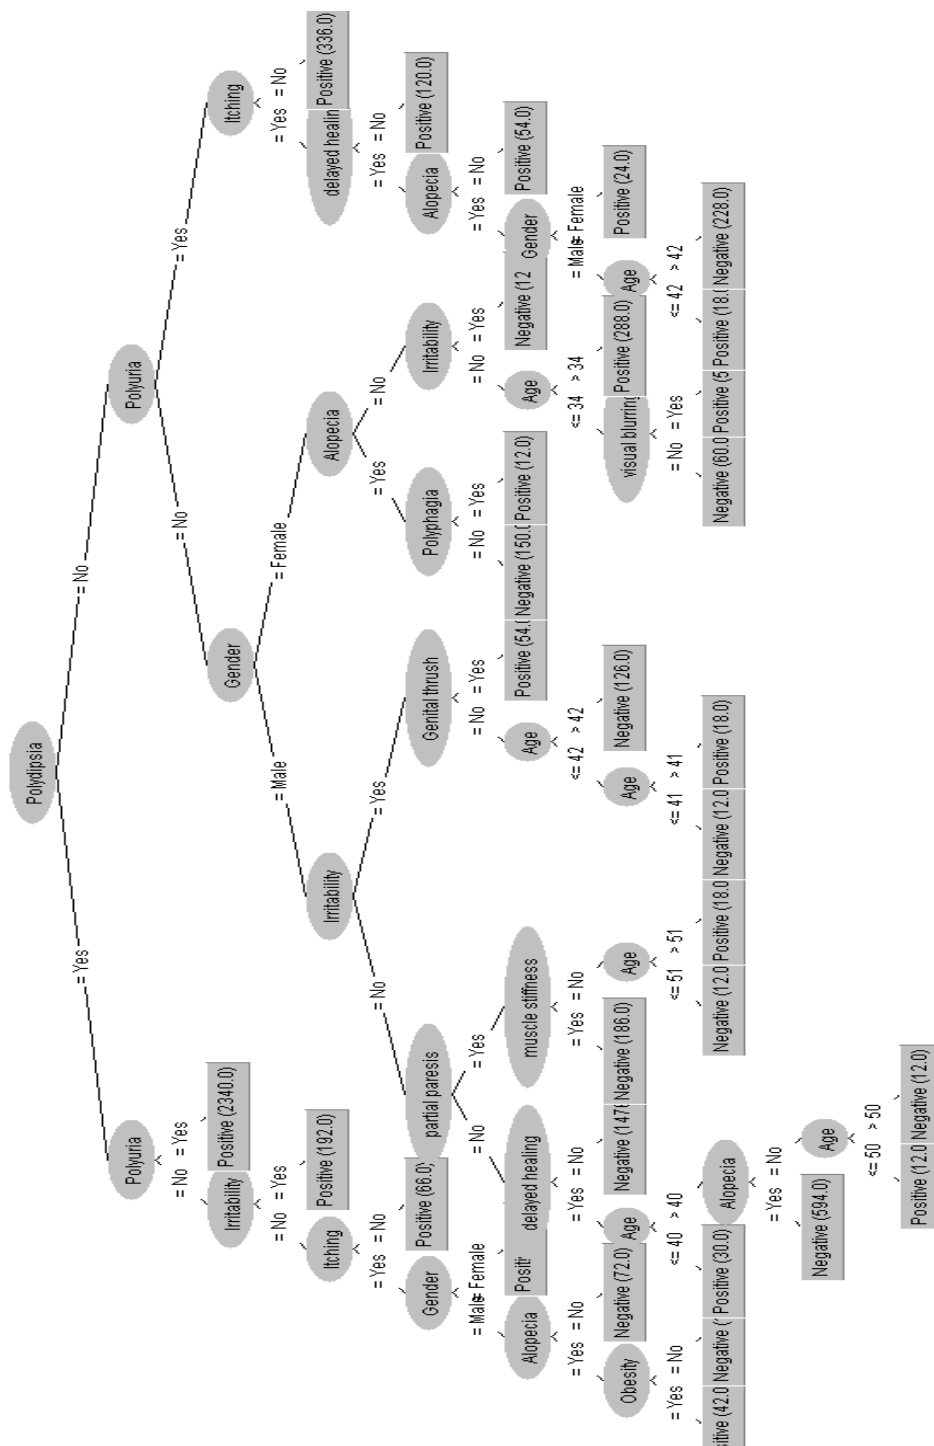 Polydipsia
= Yes
= No
Polyuria
Polyuria
= No
= Yes
= No
= Yes
Irritability
Positive (2340.0)
Gender
Itching
= No
= Yes
= Male
= Female
= Yes
= No
Itching
Positive (192.0)
Irritability
Alopecia
delayed healin
Positive (336.0)
= Yes
= No
= No
= Yes
= Yes
= No
= Yes
= No
Gender
Positive (66.0)
partial paresis
Genital thrush
Polyphagia
Irritability
Alopecia
Positive (120.0)
= Male
= Female
= No
= Yes
= No
= Yes
= No
= Yes
= No
= Yes
= Yes
= No
Alopecia
Positi
delayed healing
muscle stiffness
Age
Positive (54.(
Negative (150.(
Positive (12.0)
Age
Negative (12
Gender
Positive (54.0)
= Yes
= No
= Yes
= No
= Yes
= No
<= 42
> 42
<= 34
> 34
= Male
= Female
Obesity
Negative (72.0)
Age
Negative (147
Negative (186.0)
Age
Age
Negative (126.0)
visual blurring
Positive (288.0)
Age
Positive (24.0)
= Yes
= No
<= 40
> 40
<= 51
> 51
<= 41
> 41
= No
= Yes
<= 42
> 42
sitive (42.0
Negative (
Positive (30.0)
Alopecia
Negative (12.0
Positive (18.0
Negative (12.0
Positive (18.0)
Negative (60.0
Positive (5
Positive (18.(
Negative (228.0)
= Yes
= No
Negative (594.0)
Age
<= 50
> 50
Positive (12.0
Negative (12.0)